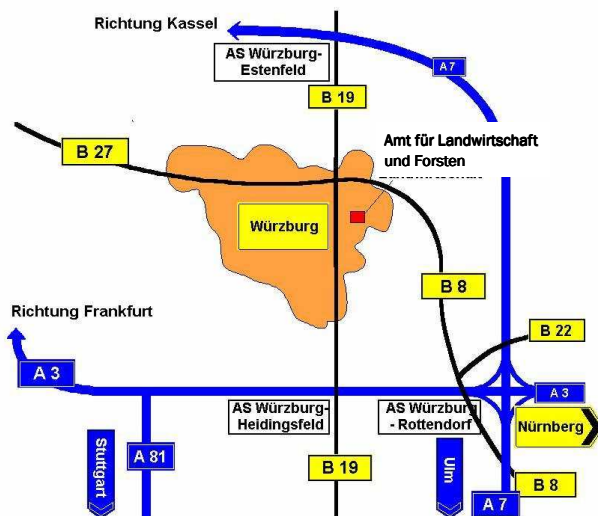 Richtung Kassel
AS Würzburg-
Estenfeld
A 7
B 19
B 27
Amt für Landwirtschaft
und Forsten
Würzburg
B 8
Richtung Frankfurt
B 22
A 3
A 3
AS Würzburg-
Heidingsfeld
AS Würzburg
- Rottendorf
Nürnberg
Stuttgart
A 81
B 19
Ulm
B 8
A 7